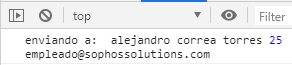 top
Filter
enviando a:  alejandro correa torres 25
empleado@sophossolutions.com